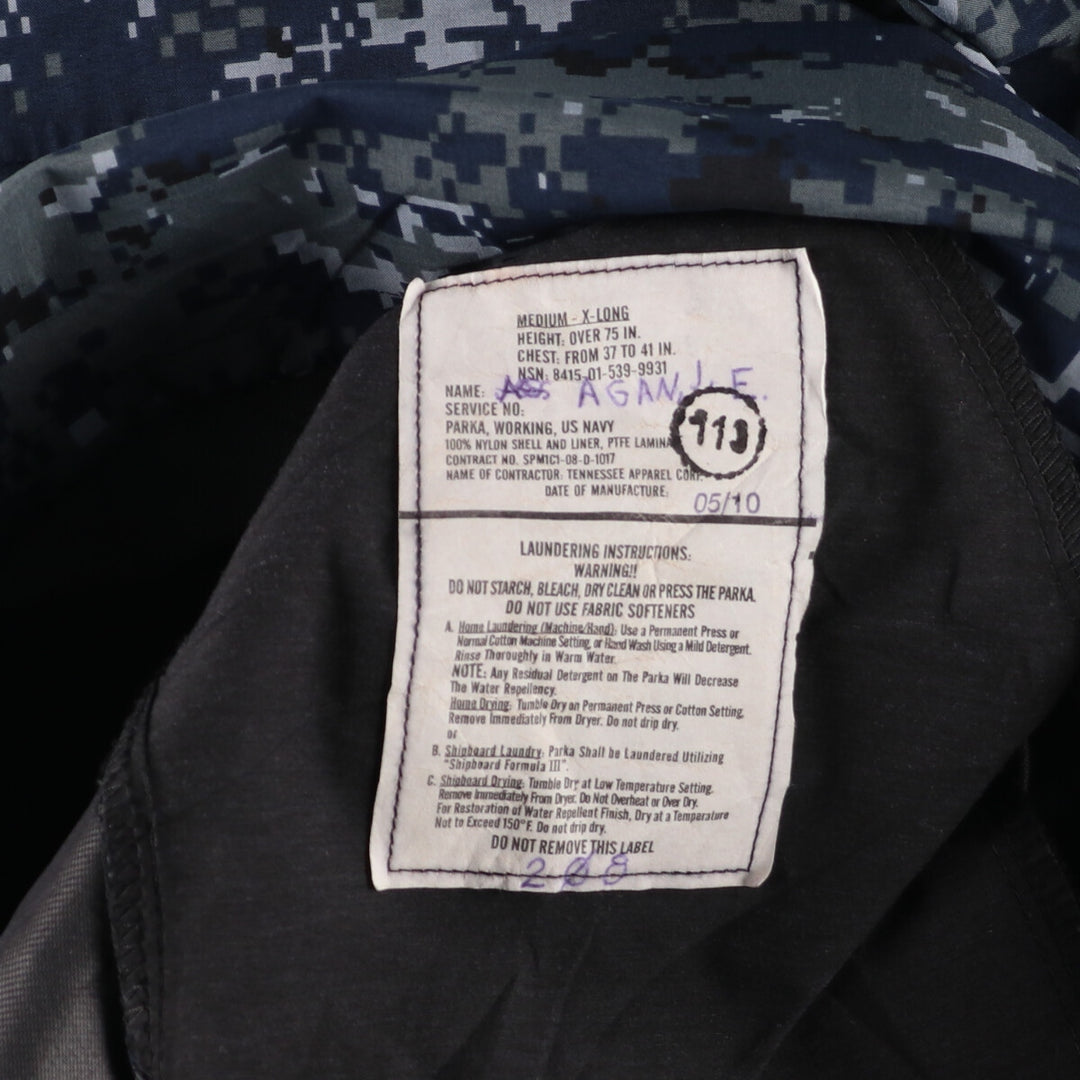 MEDIUM - X-LONG
HEIGHT: OVER 75 IN.
CHEST: FROM 37 TO 41 IN.
NSN: 8415-01-539-9931
NAME: AGAN, J. E.
SERVICE NO:
PARKA, WORKING, US NAVY
100% NYLON SHELL AND LINER, PTFE LAMINA
113
CONTRACT NO. SPM1C1-08-D-1017
NAME OF CONTRACTOR: TENNESSEE APPAREL CORP.
DATE OF MANUFACTURE: 05/10
LAUNDERING INSTRUCTIONS:
WARNING!!
DO NOT STARCH, BLEACH, DRY CLEAN OR PRESS THE PARKA.
DO NOT USE FABRIC SOFTENERS
A. Home Laundering (Machine/Hand): Use a Permanent Press or
Normal Cotton Machine Setting, or Hand Wash Using a Mild Detergent.
Rinse Thoroughly in Warm Water.
NOTE: Any Residual Detergent on The Parka Will Decrease
The Water Repellency.
Home Drying: Tumble Dry on Permanent Press or Cotton Setting.
Remove Immediately From Dryer. Do not drip dry.
or
B. Shipboard Laundry: Parka Shall be Laundered Utilizing
"Shipboard Formula III".
C. Shipboard Drying: Tumble Dry at Low Temperature Setting.
Remove Immediately From Dryer. Do Not Overheat or Over Dry.
For Restoration of Water Repellent Finish, Dry at a Temperature
Not to Exceed 150°F. Do not drip dry.
DO NOT REMOVE THIS LABEL
208